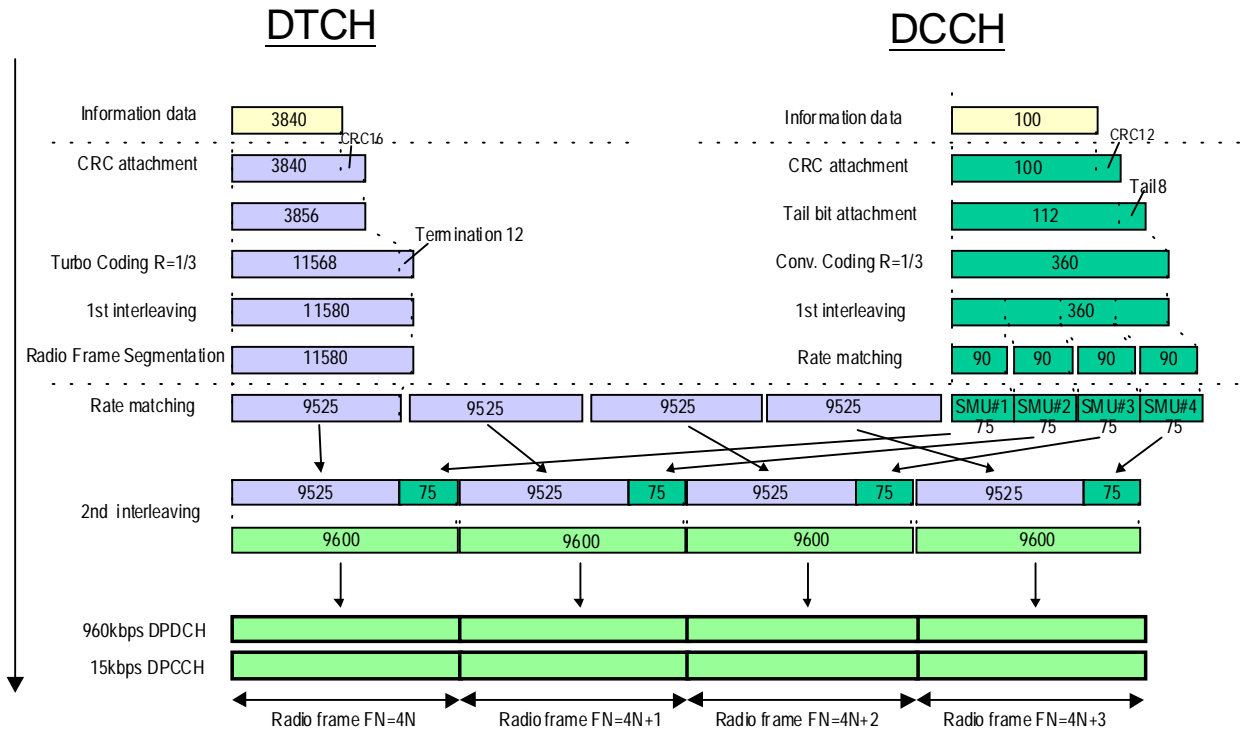 DTCH DCCH
Information data 3840 Information data 100
CRC16 CRC12
CRC attachment 3840 CRC attachment 100
Tail8
3856 Tail bit attachment 112
Termination 12
Turbo Coding R=1/3 11568 Conv. Coding R=1/3 360
1st interleaving 11580 1st interleaving 360
Radio Frame Segmentation 11580 Rate matching 90 90 90 90
Rate matching 9525 9525 9525 9525 SMU#1 SMU#2 SMU#3 SMU#4
75 75 75 75
9525 75 9525 75 9525 75 9525 75
2nd interleaving
9600 9600 9600 9600
960kbps DPDCH
15kbps DPCCH
Radio frame FN=4N Radio frame FN=4N+1 Radio frame FN=4N+2 Radio frame FN=4N+3